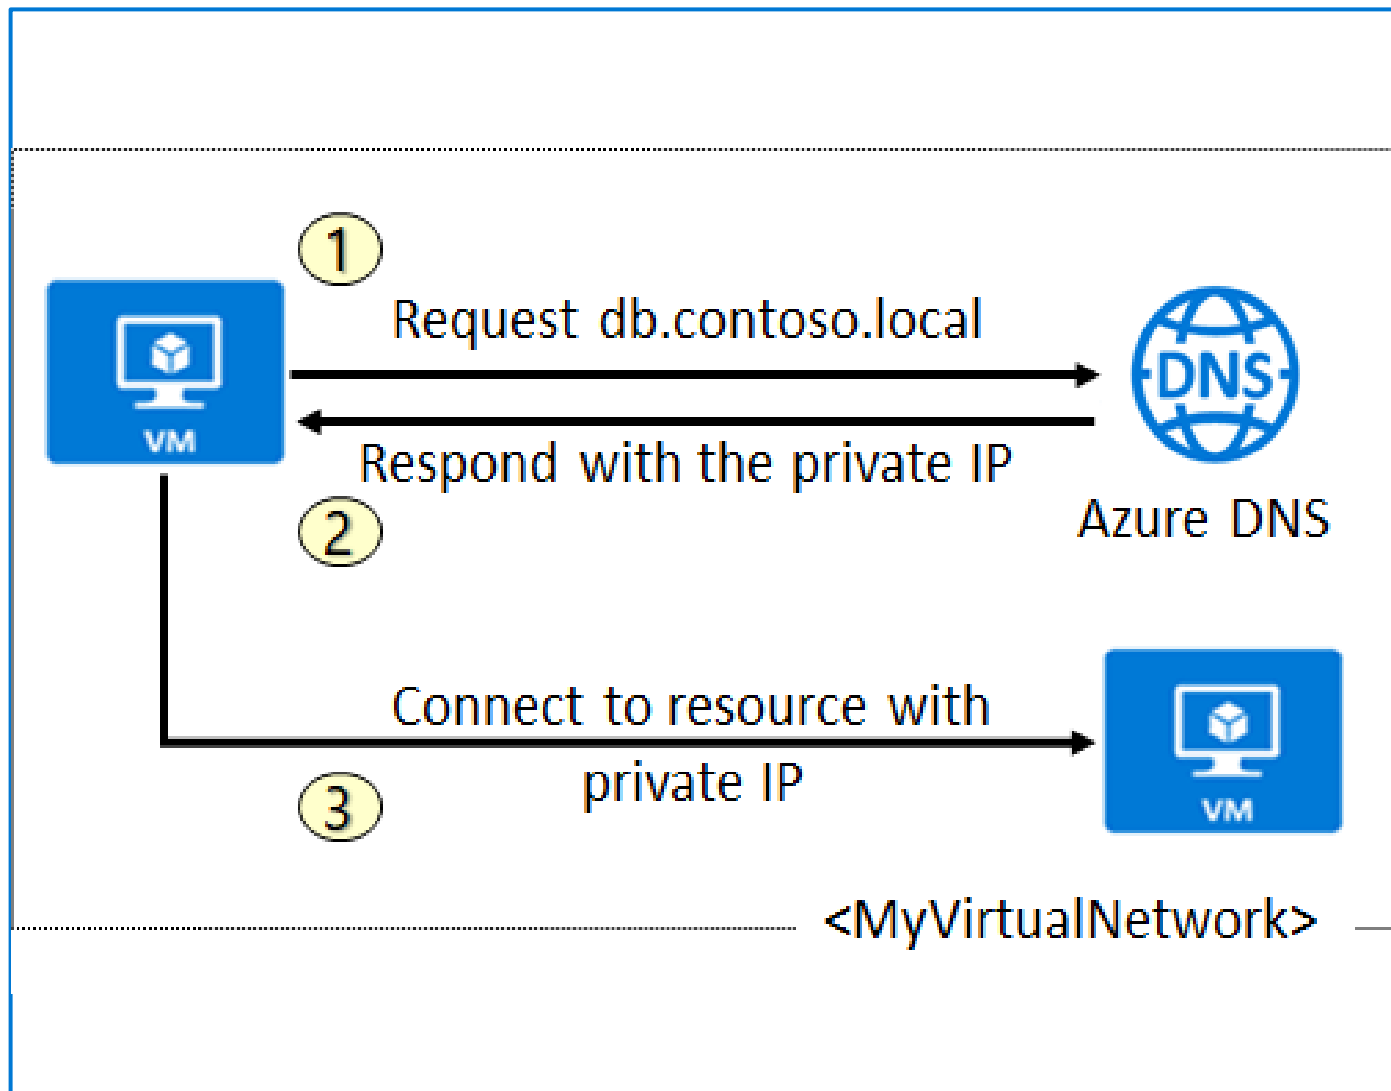 1
Request db.contoso.local
VM
DNS
Respond with the private IP
2
Azure DNS
Connect to resource with
private IP
3
VM
<MyVirtualNetwork>